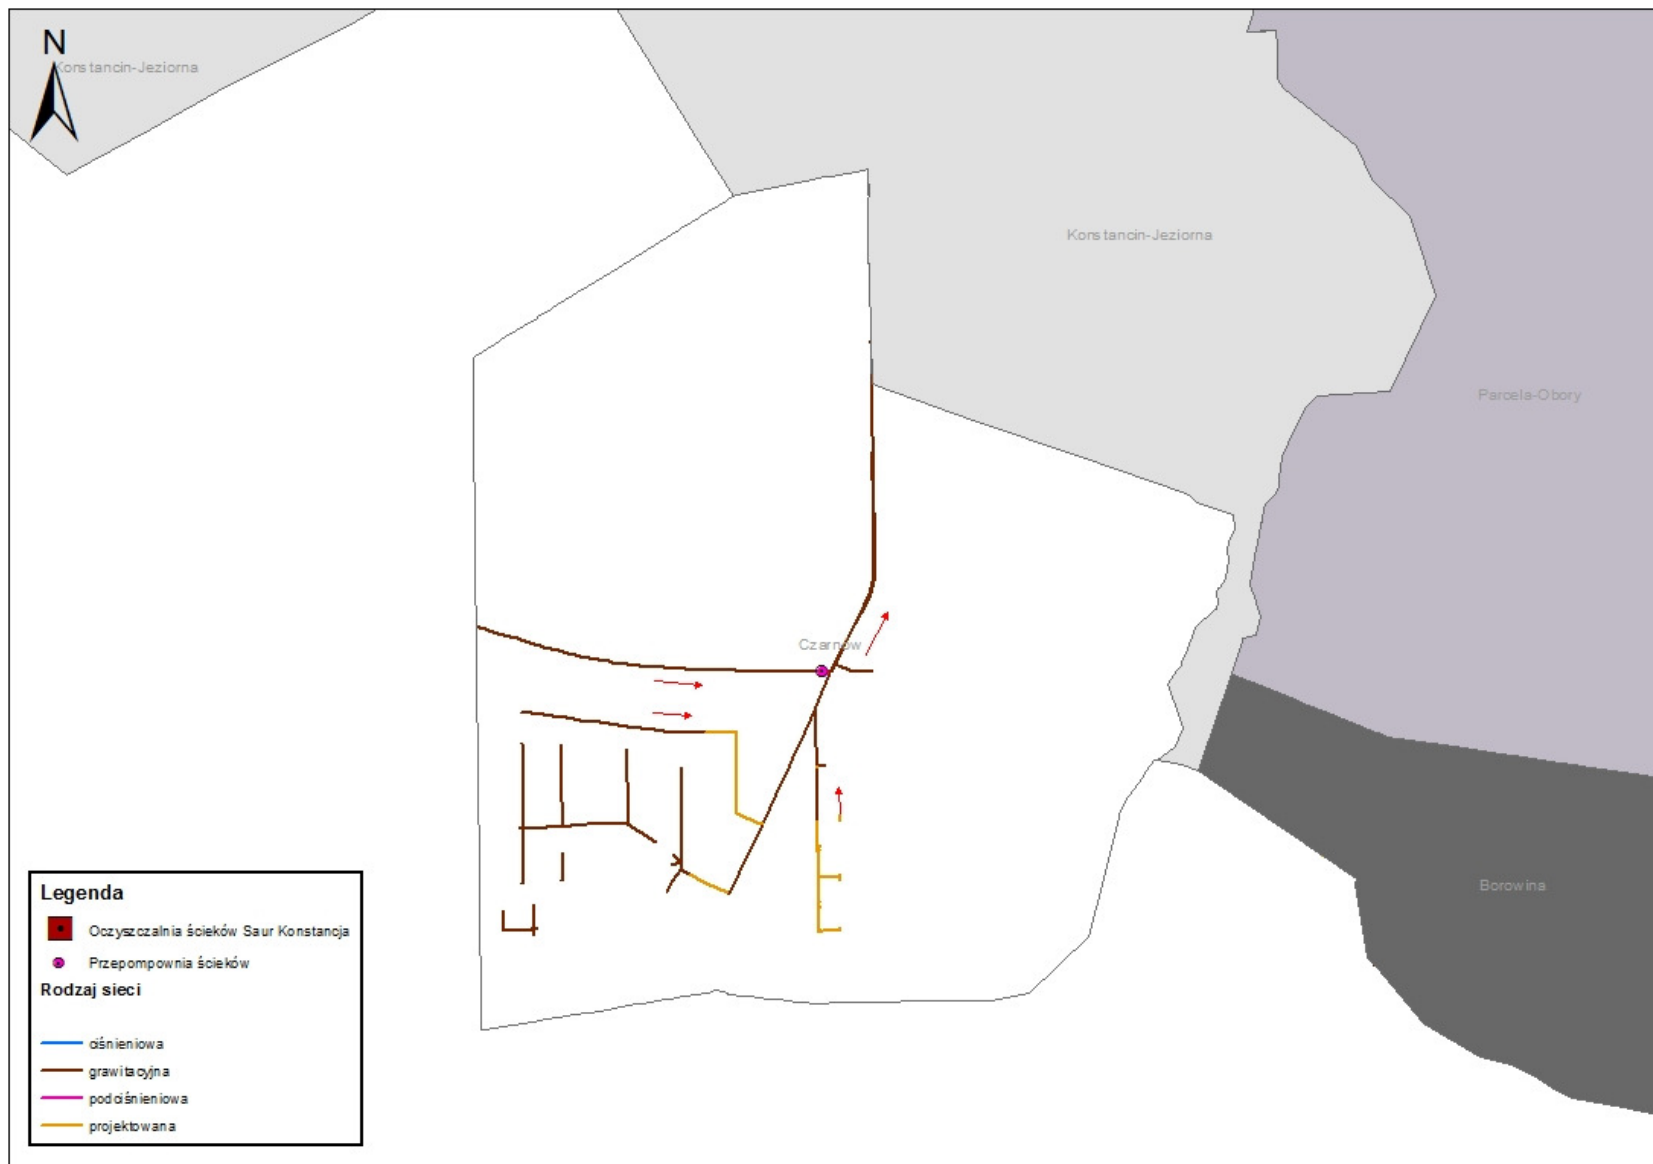 N
Konstancin-Jeziorna
Konstancin-Jeziorna
Parcela-Obory
Czarnów
Borowina
Legenda
Oczyszczalnia ścieków Saur Konstancja
Przepompownia ścieków
Rodzaj sieci
ciśnieniowa
grawitacyjna
podciśnieniowa
projektowana